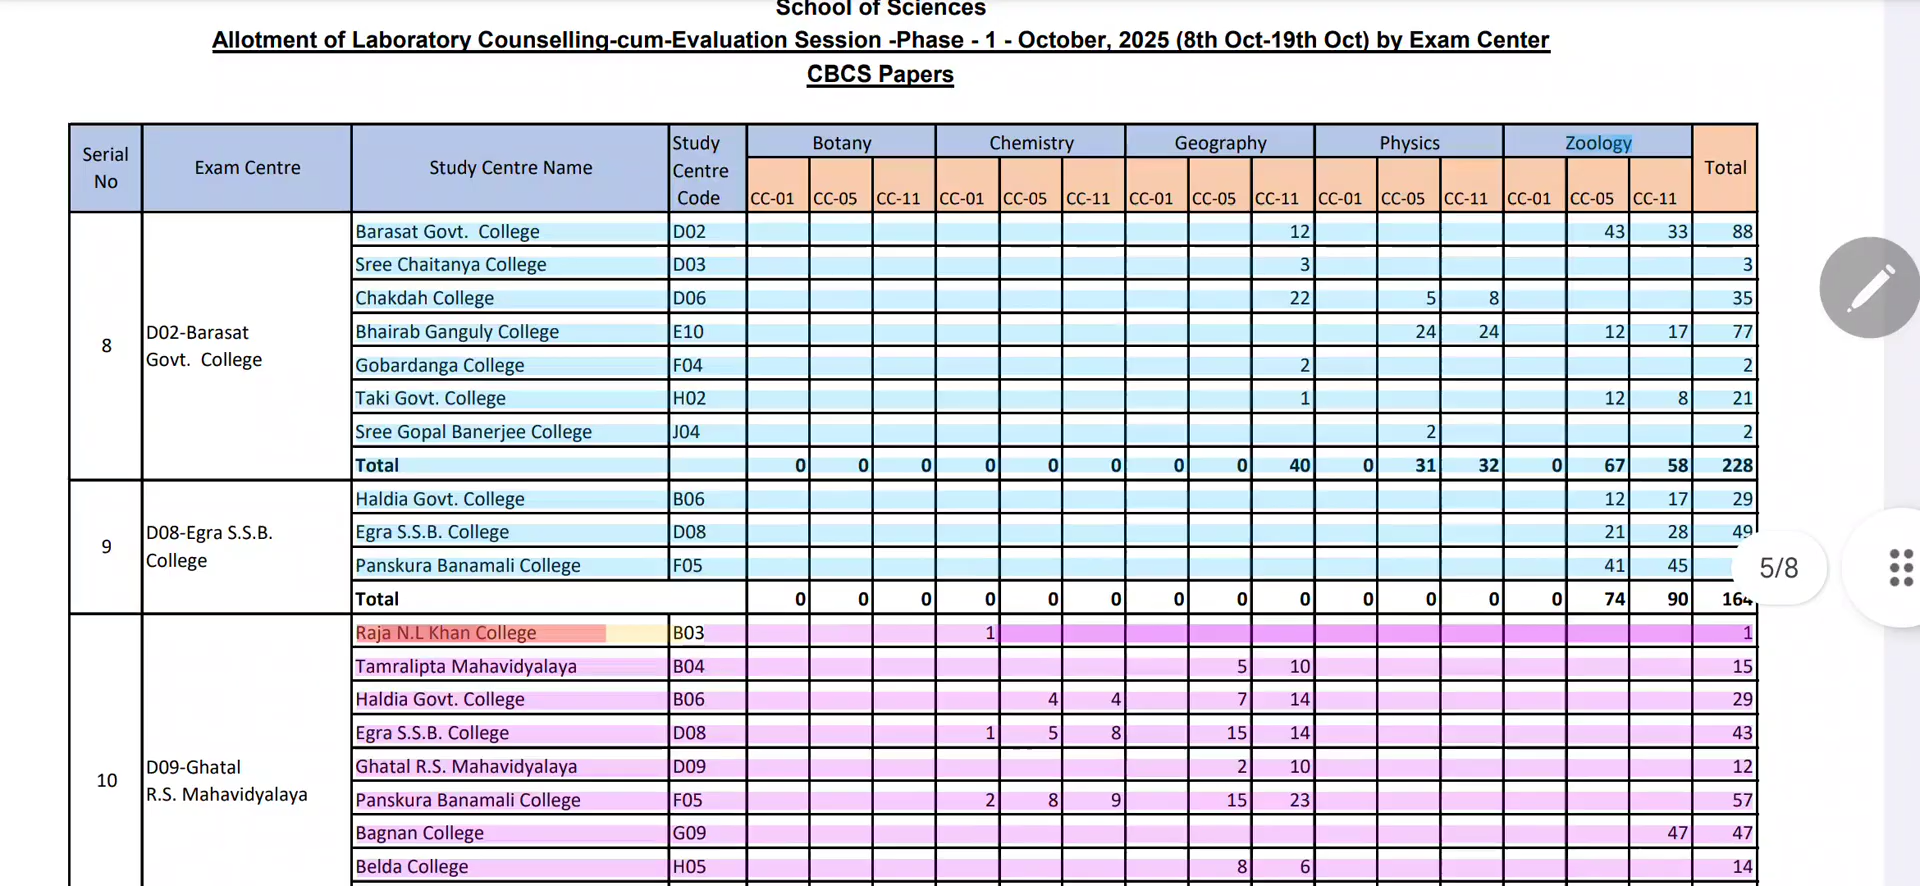 School of Sciences
Allotment of Laboratory Counselling-cum-Evaluation Session -Phase - 1 - October, 2025 (8th Oct-19th Oct) by Exam Center
CBCS Papers
Serial No Exam Centre Study Centre Name Study Centre Code Botany Chemistry Geography Physics Zoology Total
CC-01 CC-05 CC-11 CC-01 CC-05 CC-11 CC-01 CC-05 CC-11 CC-01 CC-05 CC-11 CC-01 CC-05 CC-11
8 D02-Barasat Govt. College
Barasat Govt. College D02 12 43 33 88
Sree Chaitanya College D03 3 3
Chakdah College D06 22 5 8 35
Bhairab Ganguly College E10 24 24 12 17 77
Gobardanga College F04 2 2
Taki Govt. College H02 1 12 8 21
Sree Gopal Banerjee College J04 2 2
Total 0 0 0 0 0 0 0 0 40 0 31 32 0 67 58 228
9 D08-Egra S.S.B. College
Haldia Govt. College B06 12 17 29
Egra S.S.B. College D08 21 28 49
Panskura Banamali College F05 41 45
5/8
Total 0 0 0 0 0 0 0 0 0 0 0 0 0 74 90 164
10 D09-Ghatal R.S. Mahavidyalaya
Raja N.L Khan College B03 1 1
Tamralipta Mahavidyalaya B04 5 10 15
Haldia Govt. College B06 4 4 7 14 29
Egra S.S.B. College D08 1 5 8 15 14 43
Ghatal R.S. Mahavidyalaya D09 2 10 12
Panskura Banamali College F05 2 8 9 15 23 57
Bagnan College G09 47 47
Belda College H05 8 6 14